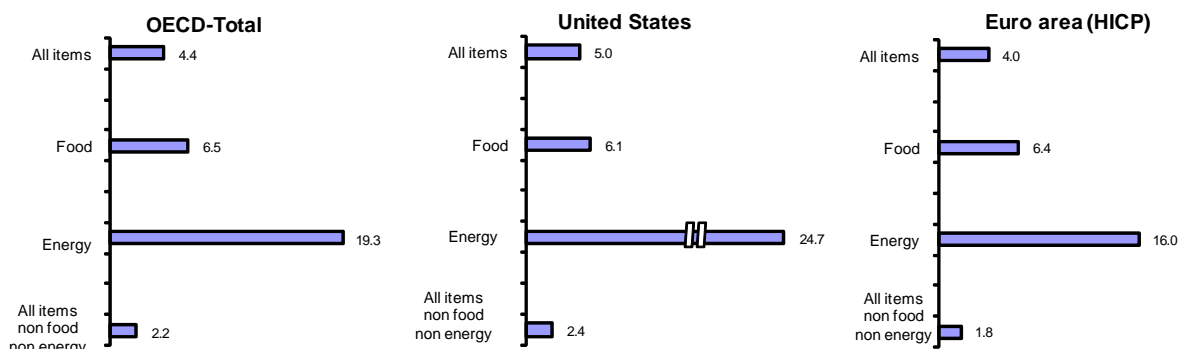 OECD-Total
All items
4.4
Food
6.5
Energy
19.3
All items
non food
non energy
2.2
United States
All items
5.0
Food
6.1
Energy
24.7
All items
non food
non energy
2.4
Euro area (HICP)
All items
4.0
Food
6.4
Energy
16.0
All items
non food
non energy
1.8